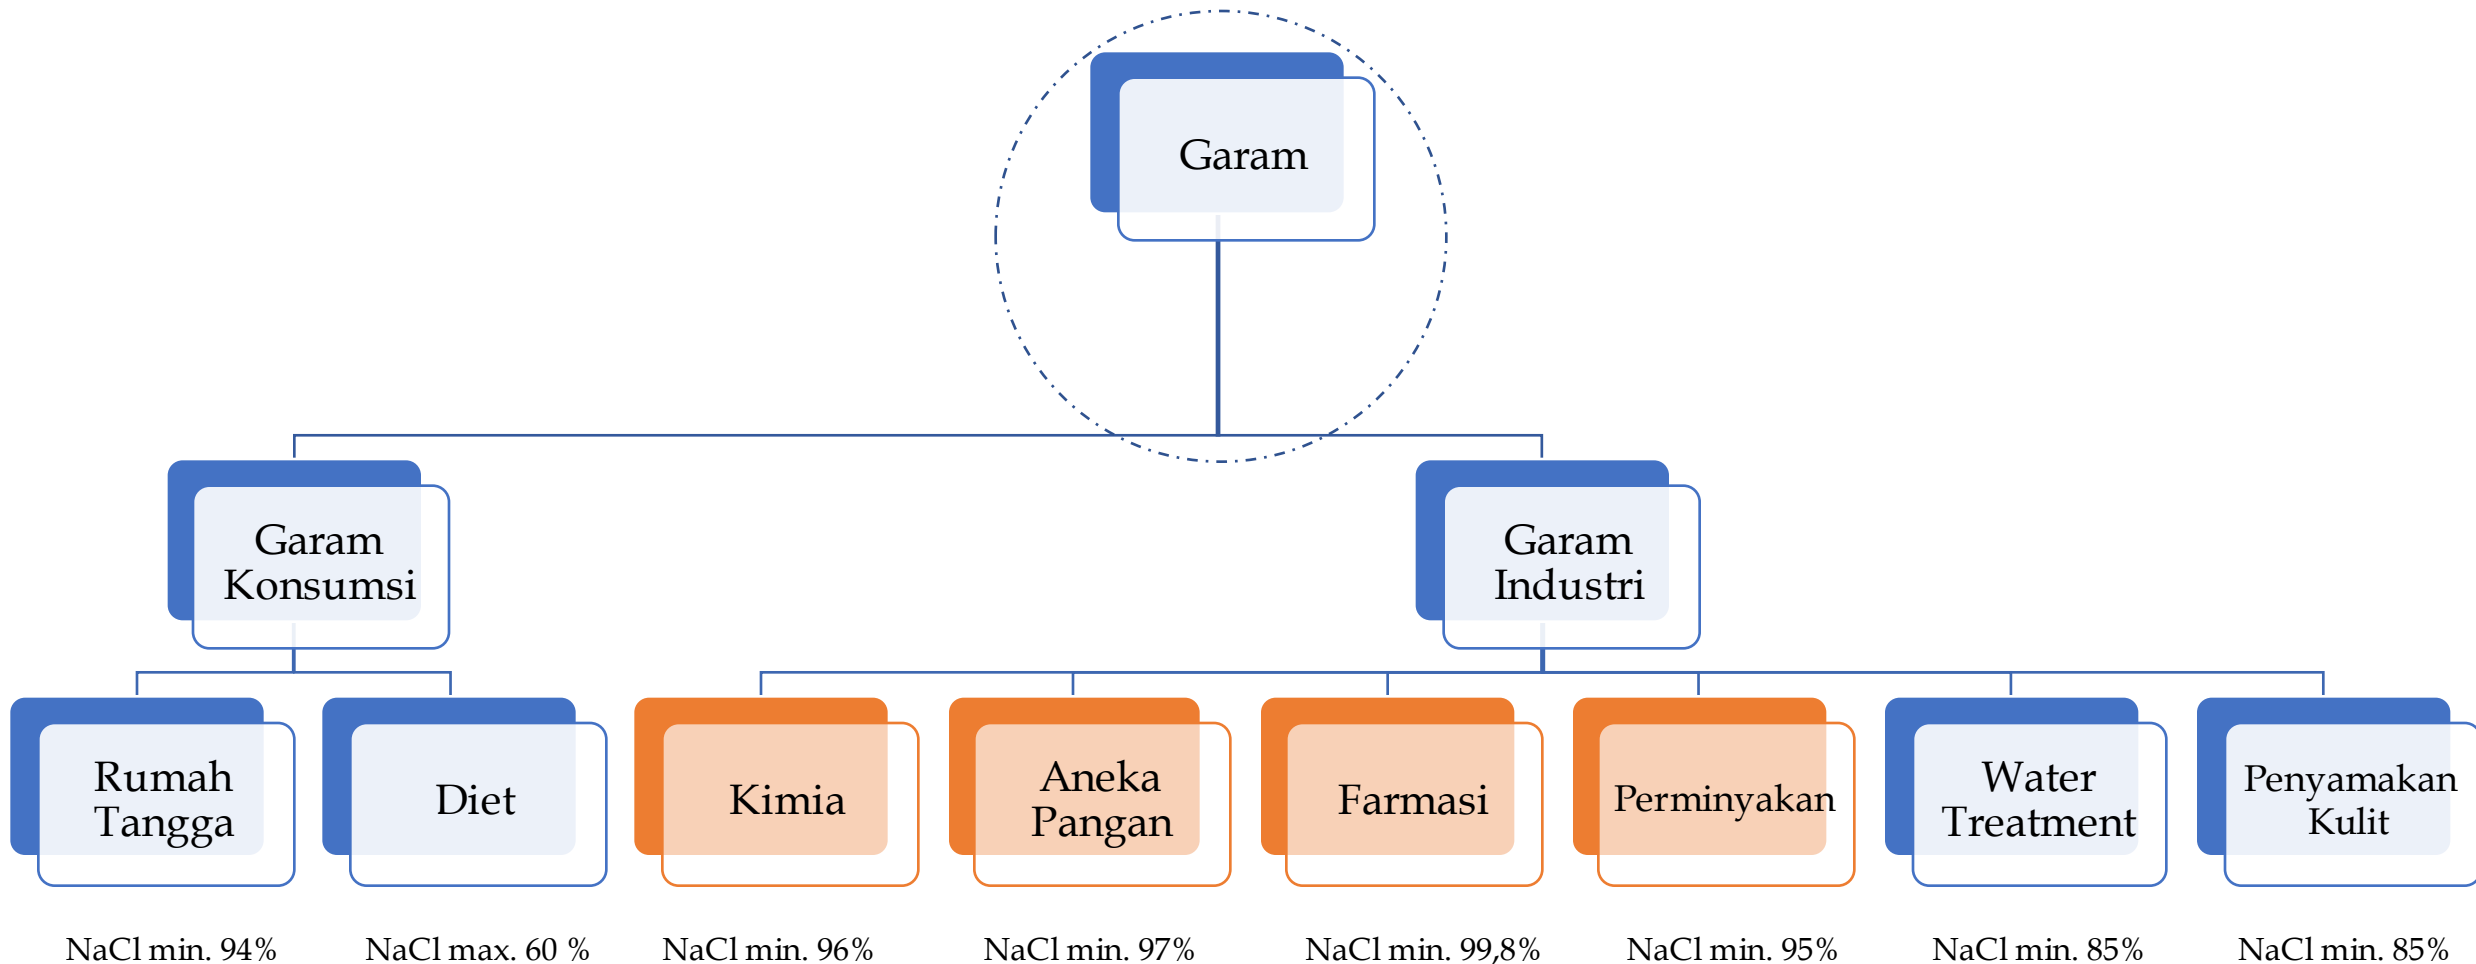 Garam
Garam
Konsumsi
Garam
Industri
Rumah
Tangga
Diet
Kimia
Aneka
Pangan
Farmasi
Perminyakan
Water
Treatment
Penyamakan
Kulit
NaCl min. 94%
NaCl max. 60 %
NaCl min. 96%
NaCl min. 97%
NaCl min. 99,8%
NaCl min. 95%
NaCl min. 85%
NaCl min. 85%